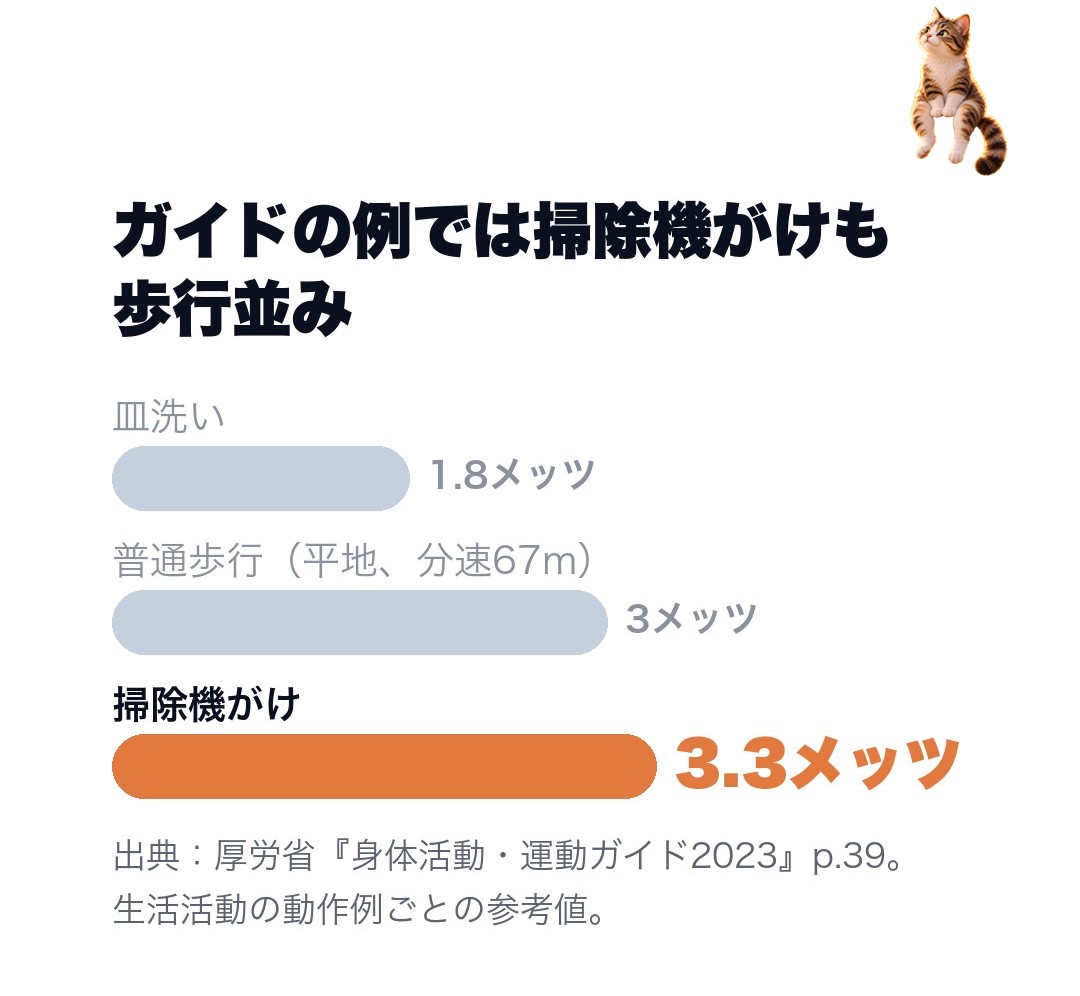 ガイドの例では掃除機がけも
歩行並み
皿洗い
1.8メッツ
普通歩行（平地、分速67m）
3メッツ
掃除機がけ
3.3メッツ
出典：厚労省『身体活動・運動ガイド2023』p.39。
生活活動の動作例ごとの参考値。